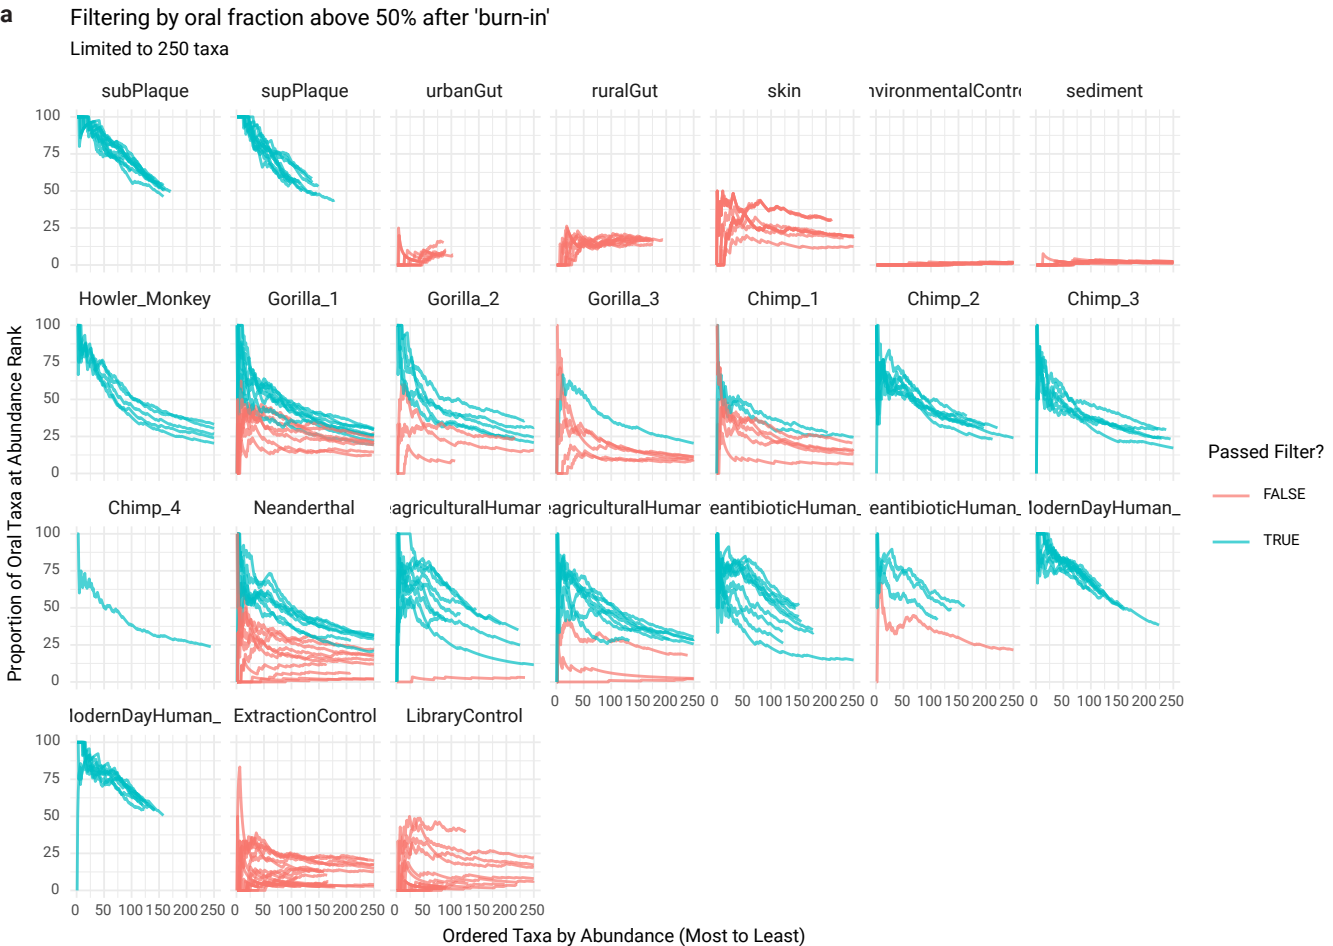 a
Filtering by oral fraction above 50% after 'burn-in'
Limited to 250 taxa
subPlaque supPlaque urbanGut ruralGut skin nvironmentalContro sediment
100
75
50
25
0
Howler_Monkey Gorilla_1 Gorilla_2 Gorilla_3 Chimp_1 Chimp_2 Chimp_3
100
75
50
25
0
Chimp_4 Neanderthal eagriculturalHuman eagriculturalHuman eantibioticHuman_ eantibioticHuman_ lodernDayHuman_
100
75
50
25
0
0 50 100 150 200 250 0 50 100 150 200 250 0 50 100 150 200 250 0 50 100 150 200 250
lodernDayHuman_ ExtractionControl LibraryControl
100
75
50
25
0
0 50 100 150 200 250 0 50 100 150 200 250 0 50 100 150 200 250
Ordered Taxa by Abundance (Most to Least)
Proportion of Oral Taxa at Abundance Rank
Passed Filter?
FALSE
TRUE